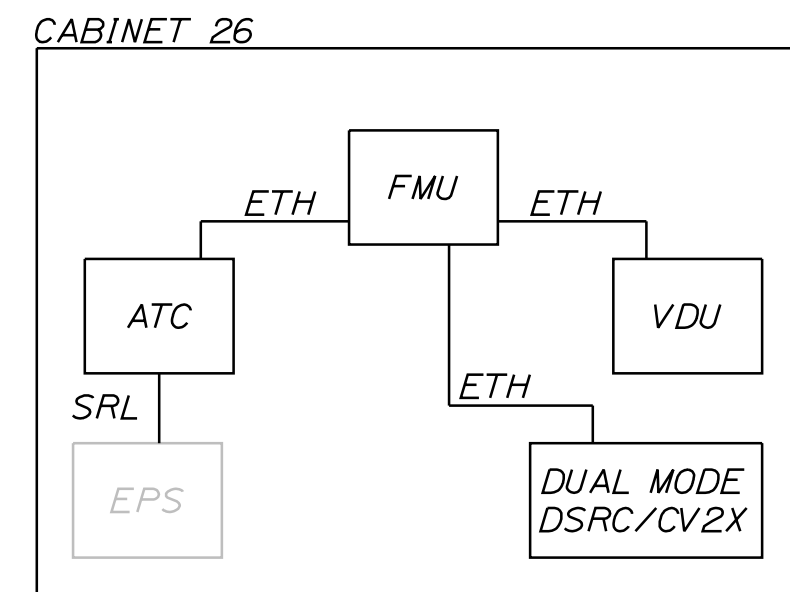 CABINET 26
FMU
ETH
ETH
ATC
VDU
ETH
SRL
EPS
DUAL MODE
DSRC/CV2X